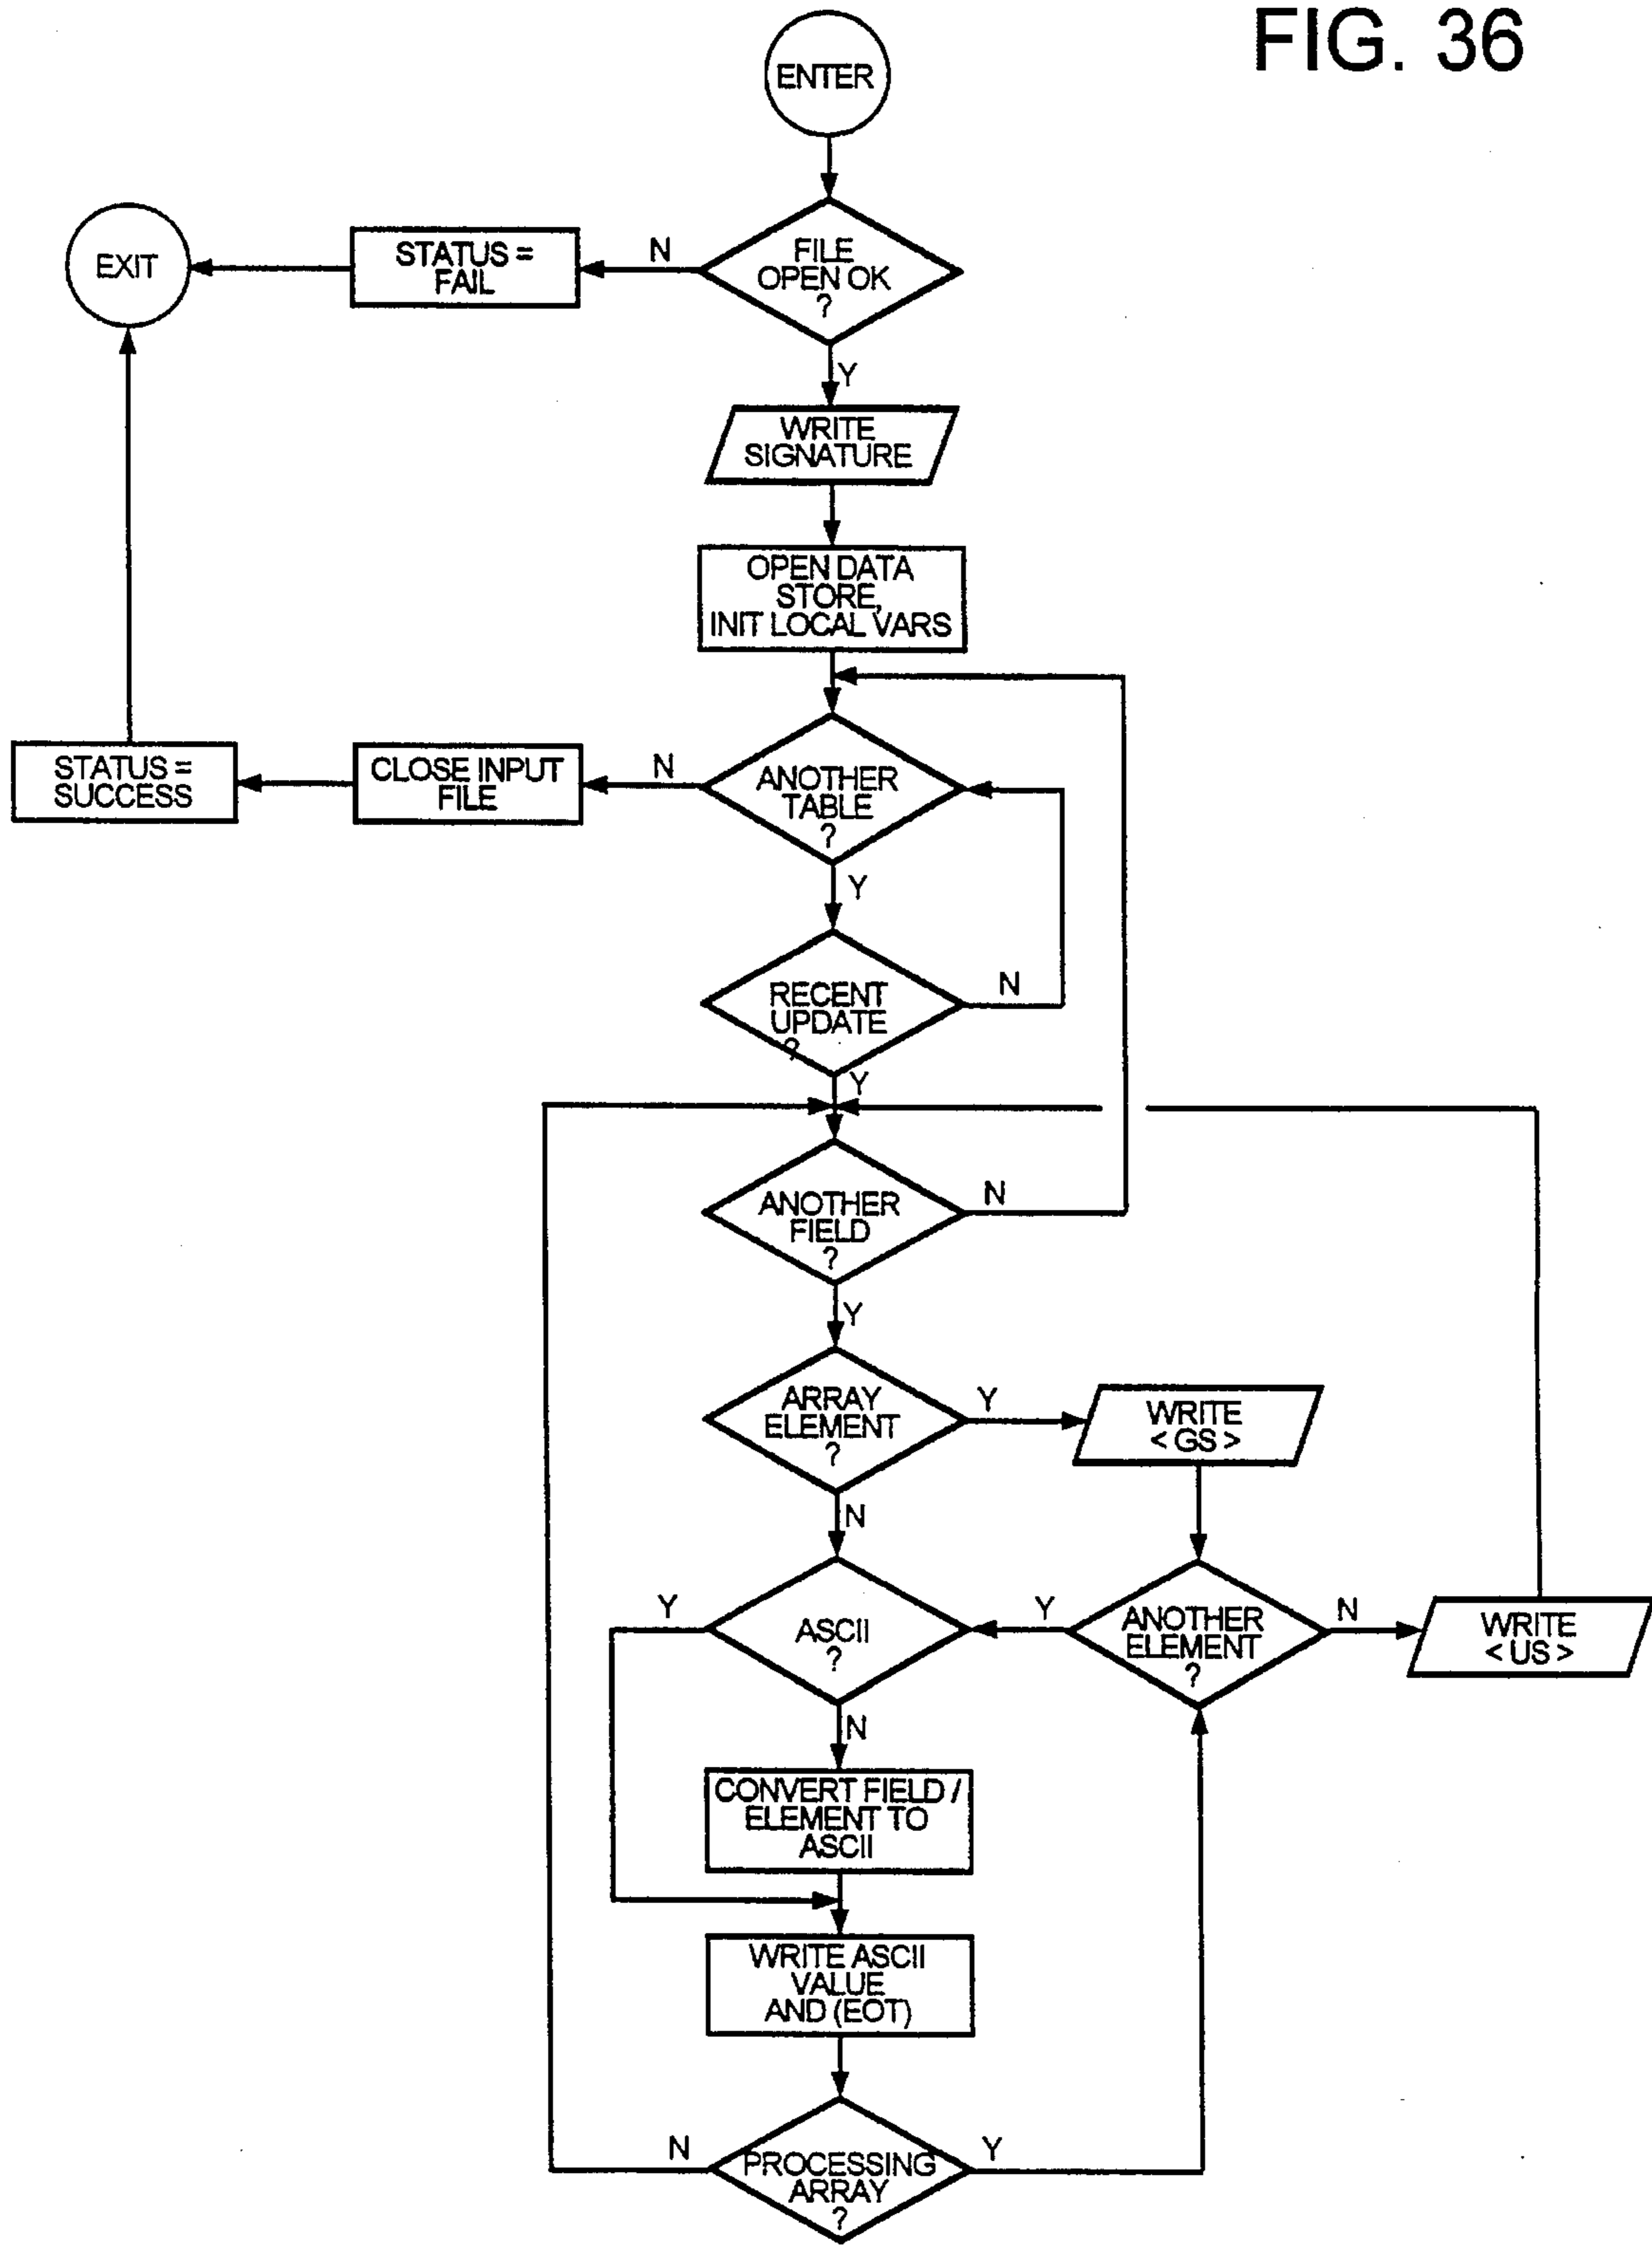 FIG. 36
ENTER
EXIT
STATUS =
FAIL
N
FILE
OPEN OK
?
Y
WRITE
SIGNATURE
OPEN DATA
STORE,
INIT LOCAL VARS
STATUS =
SUCCESS
CLOSE INPUT
FILE
N
ANOTHER
TABLE
?
Y
RECENT
UPDATE
?
N
Y
ANOTHER
FIELD
?
N
Y
ARRAY
ELEMENT
?
Y
WRITE
< GS >
N
Y
ASCII
?
Y
ANOTHER
ELEMENT
?
N
WRITE
< US >
N
CONVERT FIELD /
ELEMENT TO
ASCII
WRITE ASCII
VALUE
AND (EOT)
N
PROCESSING
ARRAY
?
Y